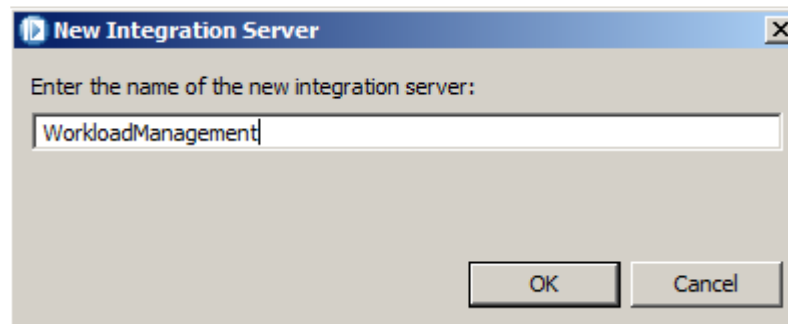 New Integration Server
Enter the name of the new integration server:
WorkloadManagement
OK
Cancel